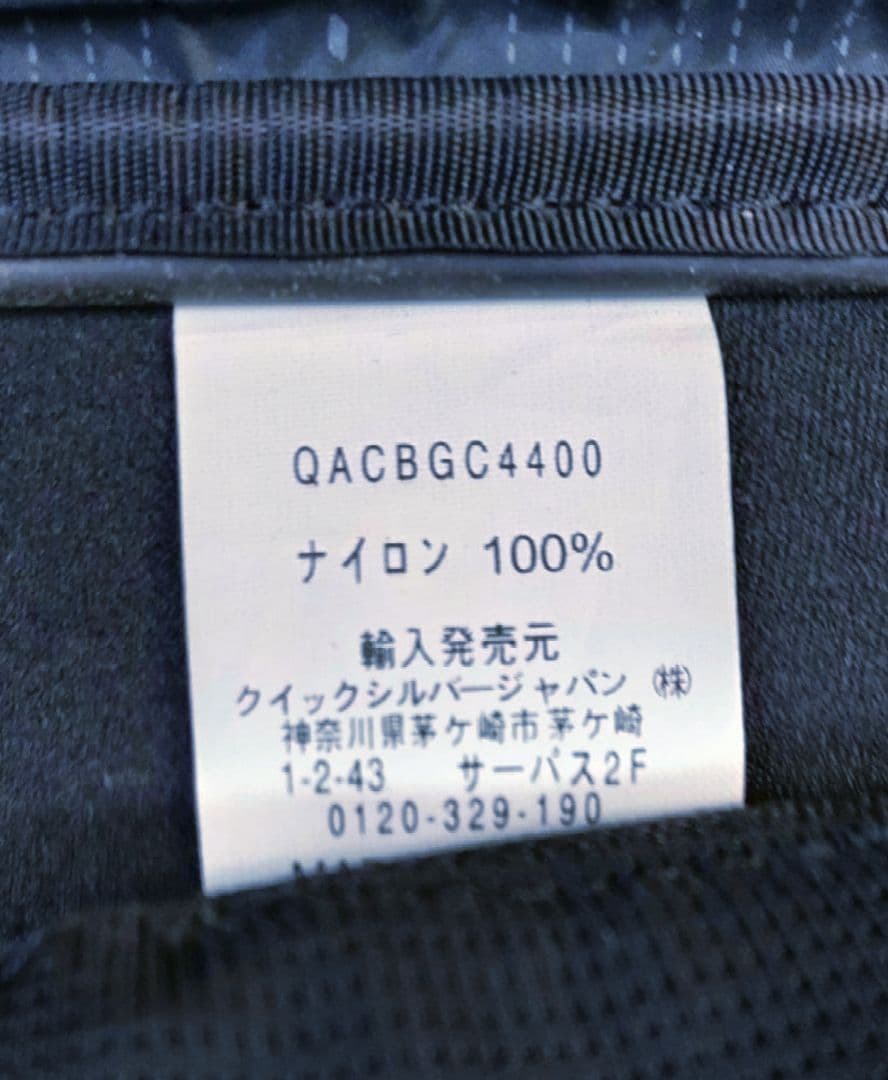 QACBGC4400
ナイロン 100%
輸入発売元
クイックシルバージャパン ㈱
神奈川県茅ケ崎市茅ケ崎
1-2-43 サーパス2F
0120-329-190